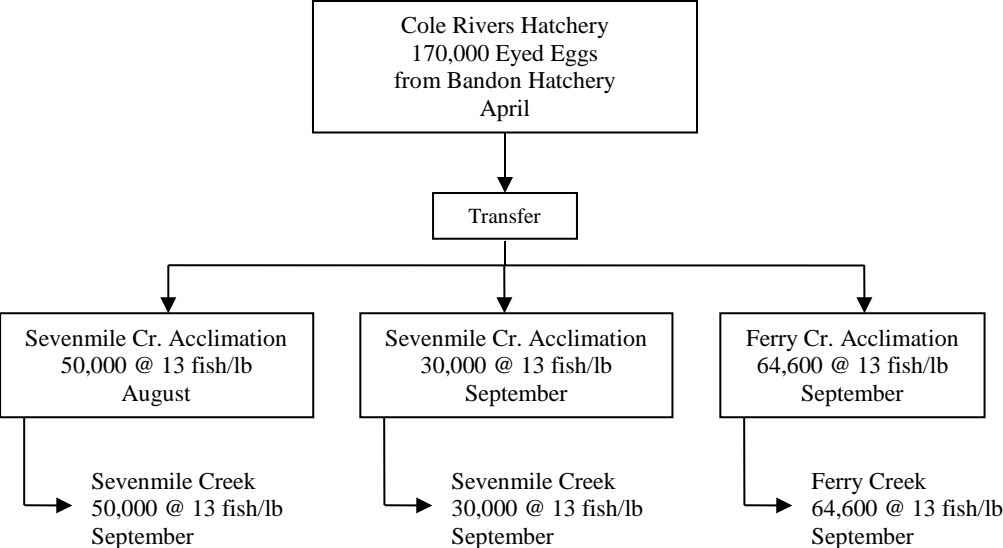 Cole Rivers Hatchery
170,000 Eyed Eggs
from Bandon Hatchery
April
Transfer
Sevenmile Cr. Acclimation
50,000 @ 13 fish/lb
August
Sevenmile Cr. Acclimation
30,000 @ 13 fish/lb
September
Ferry Cr. Acclimation
64,600 @ 13 fish/lb
September
Sevenmile Creek
50,000 @ 13 fish/lb
September
Sevenmile Creek
30,000 @ 13 fish/lb
September
Ferry Creek
64,600 @ 13 fish/lb
September